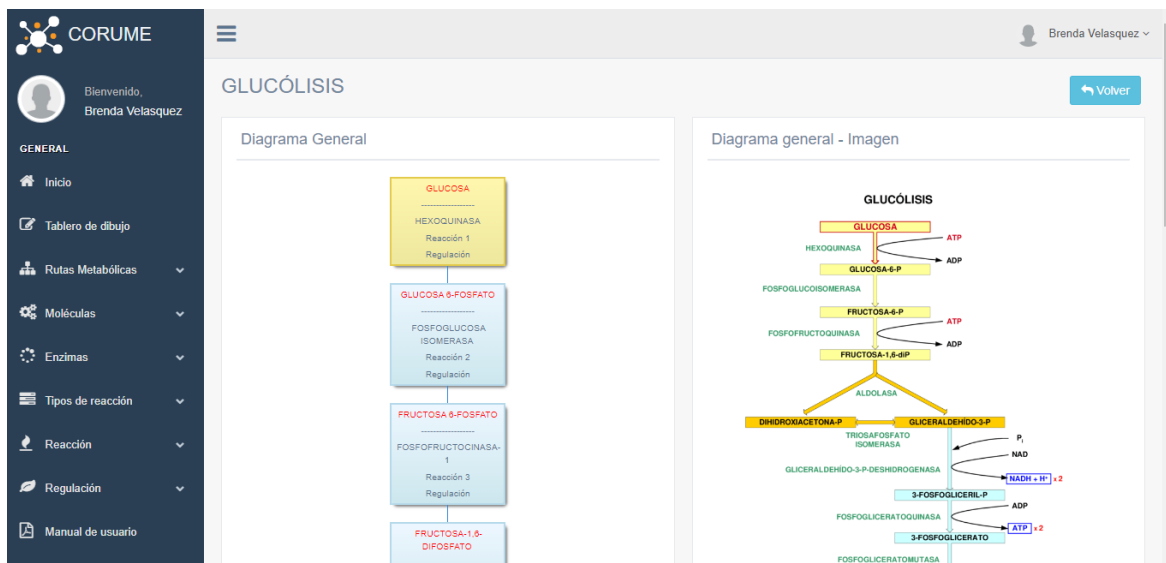 CORUME
Bienvenido,
Brenda Velasquez
GENERAL
Inicio
Tablero de dibujo
Rutas Metabólicas
Moléculas
Enzimas
Tipos de reacción
Reacción
Regulación
Manual de usuario
Brenda Velasquez
GLUCÓLISIS
Volver
Diagrama General
GLUCOSA
------------------
HEXOQUINASA
Reacción 1
Regulación
GLUCOSA 6-FOSFATO
------------------
FOSFOGLUCOSA
ISOMERASA
Reacción 2
Regulación
FRUCTOSA 6-FOSFATO
------------------
FOSFOFRUCTOCINASA-
1
Reacción 3
Regulación
FRUCTOSA-1,6-
DIFOSFATO
Diagrama general - Imagen
GLUCÓLISIS
GLUCOSA
ATP
HEXOQUINASA
ADP
GLUCOSA-6-P
FOSFOGLUCOISOMERASA
FRUCTOSA-6-P
ATP
FOSFOFRUCTOQUINASA
ADP
FRUCTOSA-1,6-diP
ALDOLASA
DIHIDROXIACETONA-P
GLICERALDEHÍDO-3-P
TRIOSAFOSFATO
ISOMERASA
Pi
NAD
GLICERALDEHÍDO-3-P-DESHIDROGENASA
NADH + H+ x 2
3-FOSFOGLICERIL-P
ADP
FOSFOGLICERATOQUINASA
ATP x 2
3-FOSFOGLICERATO
FOSFOGLICERATOMUTASA